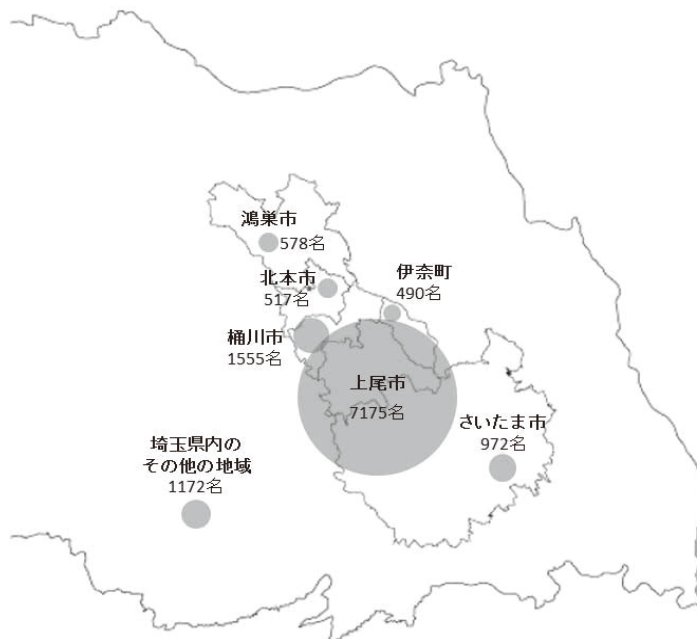 鴻巣市
578名
北本市
517名
伊奈町
490名
桶川市
1555名
上尾市
7175名
さいたま市
972名
埼玉県内の
その他の地域
1172名